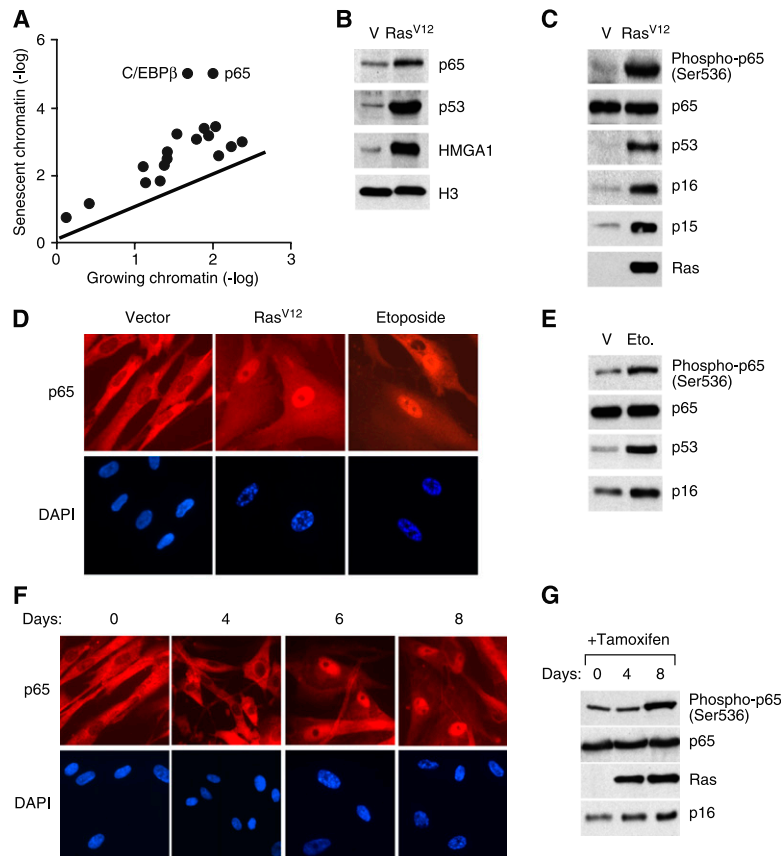 A
Senescent chromatin (-log)
6
4
2
0
C/EBPβ
p65
0
1
2
3
Growing chromatin (-log)
B
V RasV12
p65
p53
HMGA1
H3
C
V RasV12
Phospho-p65
(Ser536)
p65
p53
p16
p15
Ras
D
Vector
RasV12
Etoposide
p65
DAPI
E
V Eto.
Phospho-p65
(Ser536)
p65
p53
p16
F
Days: 0 4 6 8
p65
DAPI
G
+Tamoxifen
Days: 0 4 8
Phospho-p65
(Ser536)
p65
Ras
p16